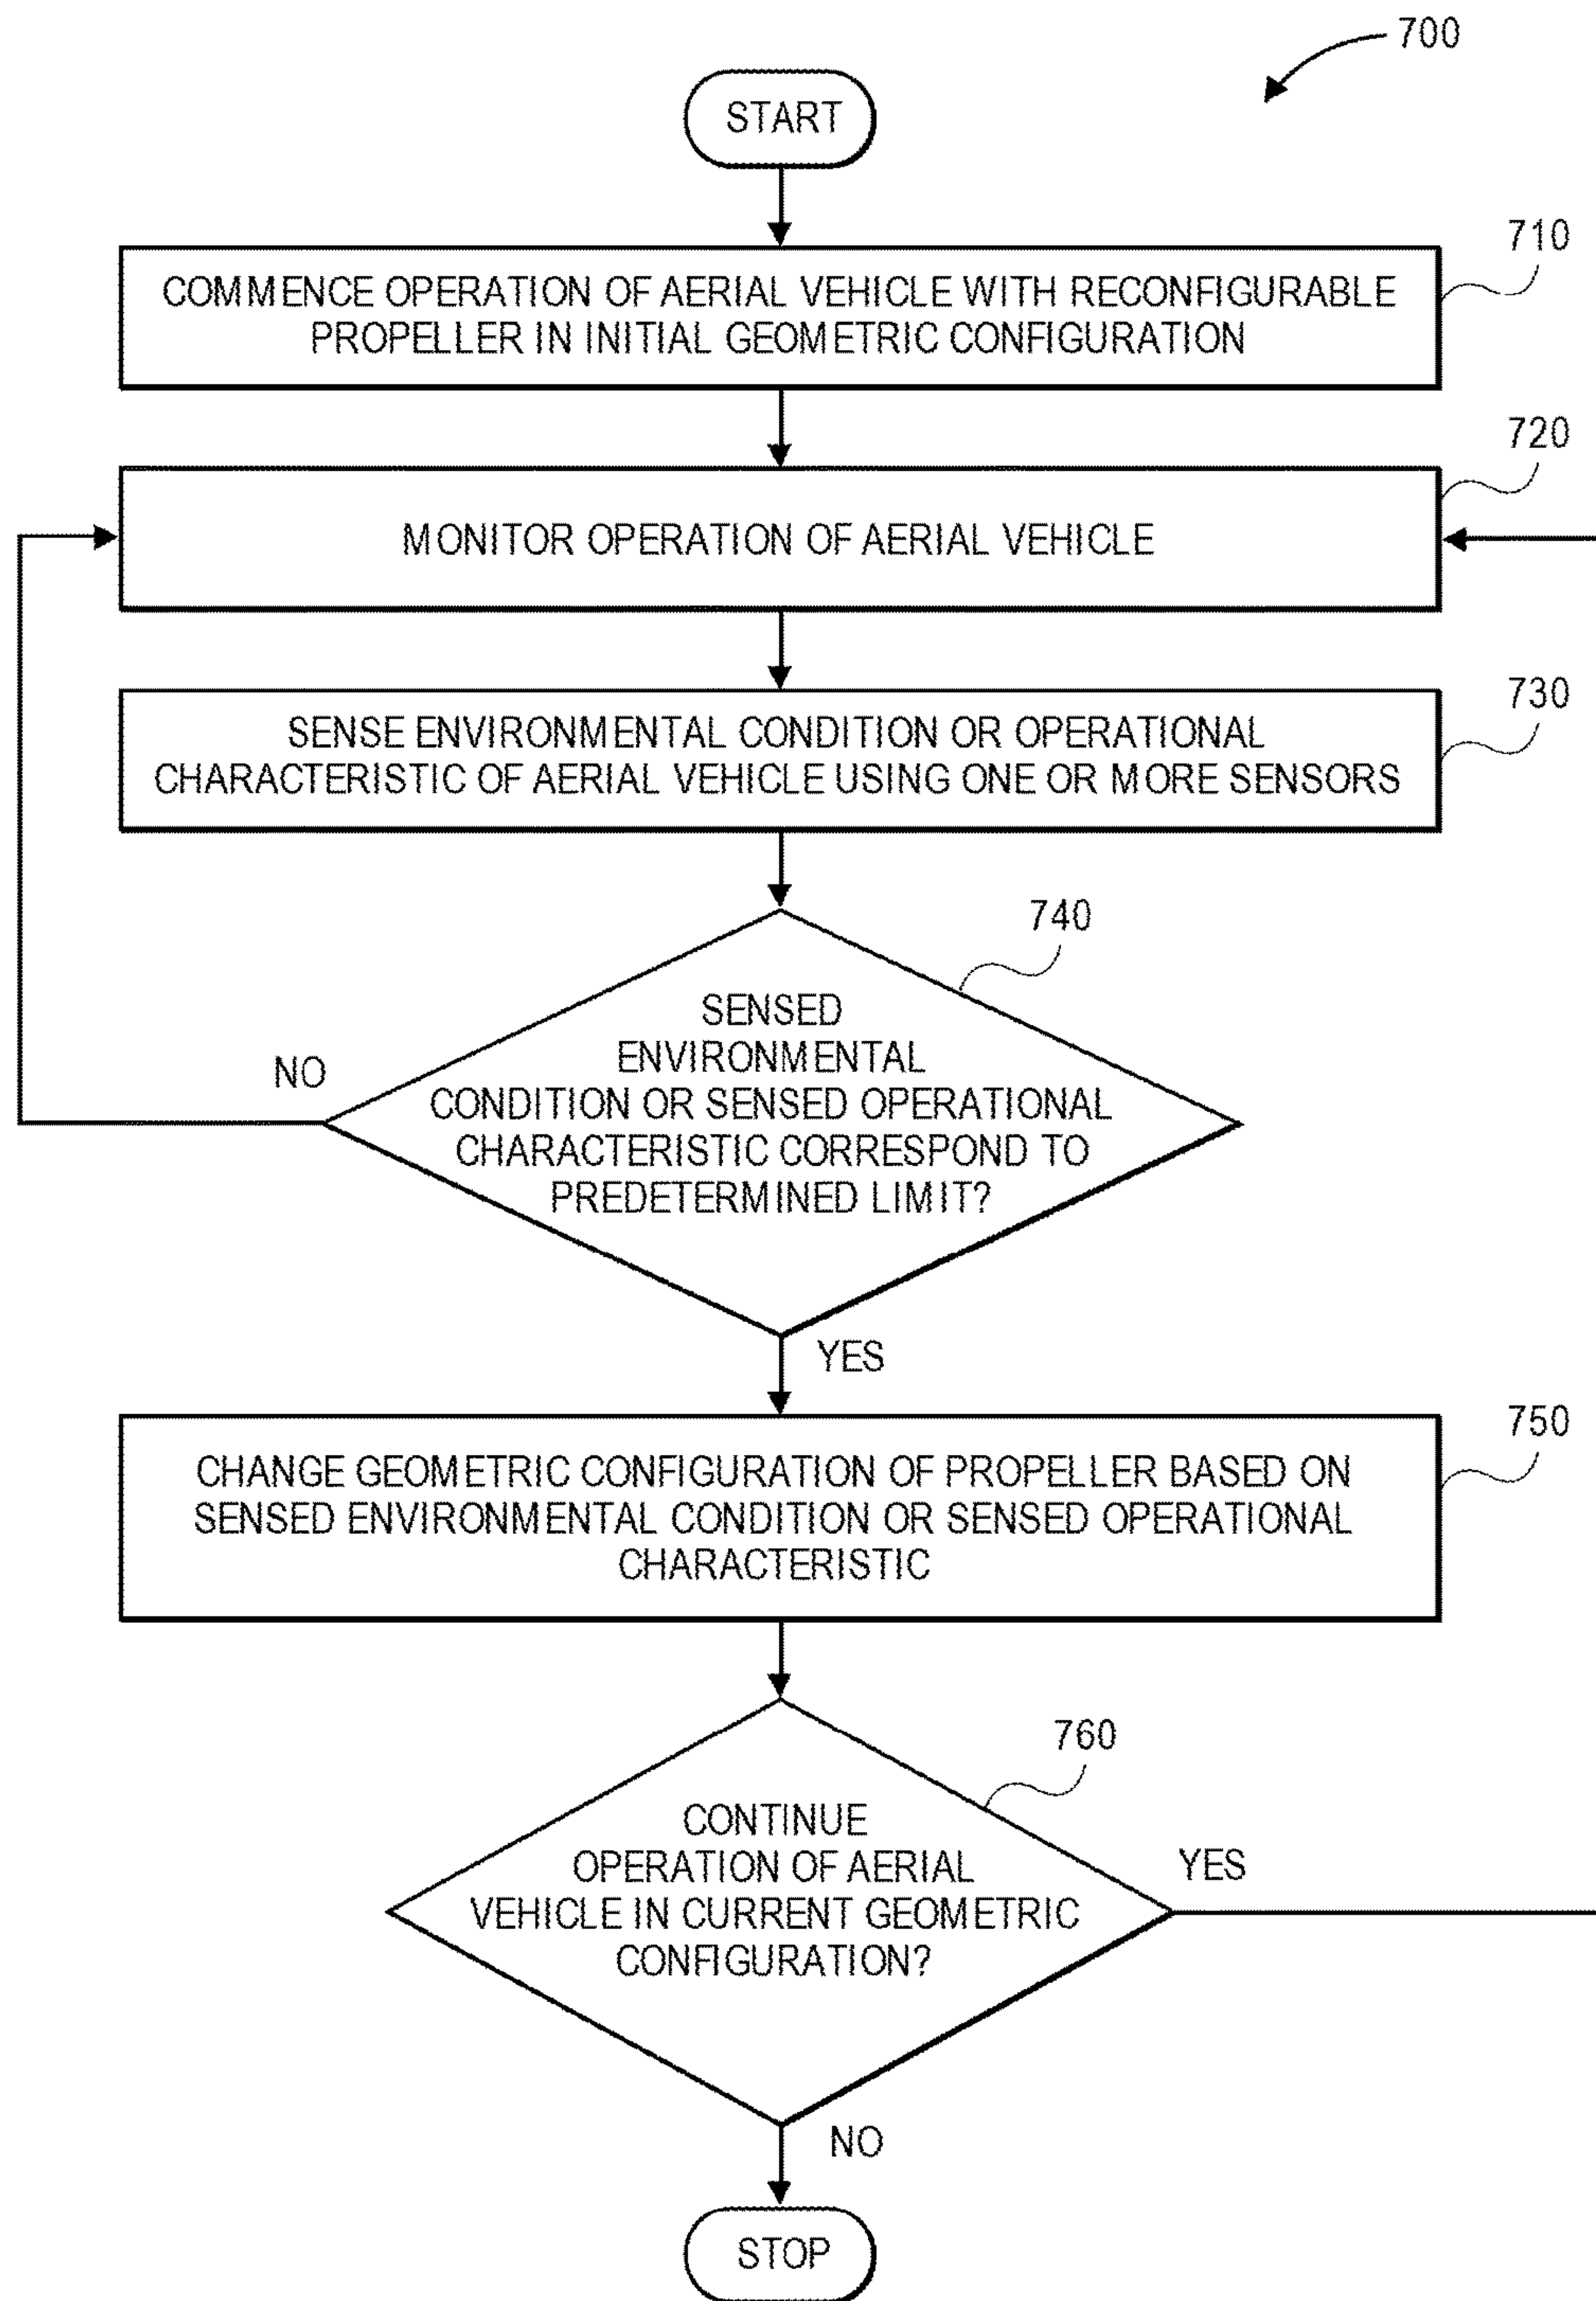 700
START
710
COMMENCE OPERATION OF AERIAL VEHICLE WITH RECONFIGURABLE
PROPELLER IN INITIAL GEOMETRIC CONFIGURATION
720
MONITOR OPERATION OF AERIAL VEHICLE
730
SENSE ENVIRONMENTAL CONDITION OR OPERATIONAL
CHARACTERISTIC OF AERIAL VEHICLE USING ONE OR MORE SENSORS
740
SENSED
ENVIRONMENTAL
CONDITION OR SENSED OPERATIONAL
CHARACTERISTIC CORRESPOND TO
PREDETERMINED LIMIT?
NO
YES
750
CHANGE GEOMETRIC CONFIGURATION OF PROPELLER BASED ON
SENSED ENVIRONMENTAL CONDITION OR SENSED OPERATIONAL
CHARACTERISTIC
760
CONTINUE
OPERATION OF AERIAL
VEHICLE IN CURRENT GEOMETRIC
CONFIGURATION?
YES
NO
STOP